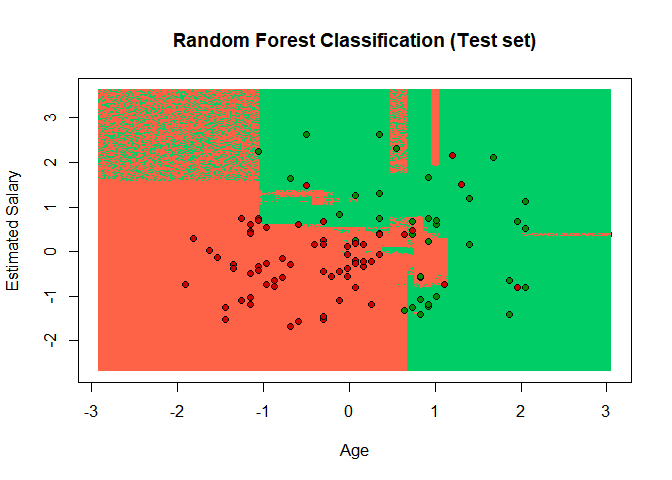 Random Forest Classification (Test set)
Estimated Salary
3
2
1
0
-1
-2
-3 -2 -1 0 1 2 3
Age